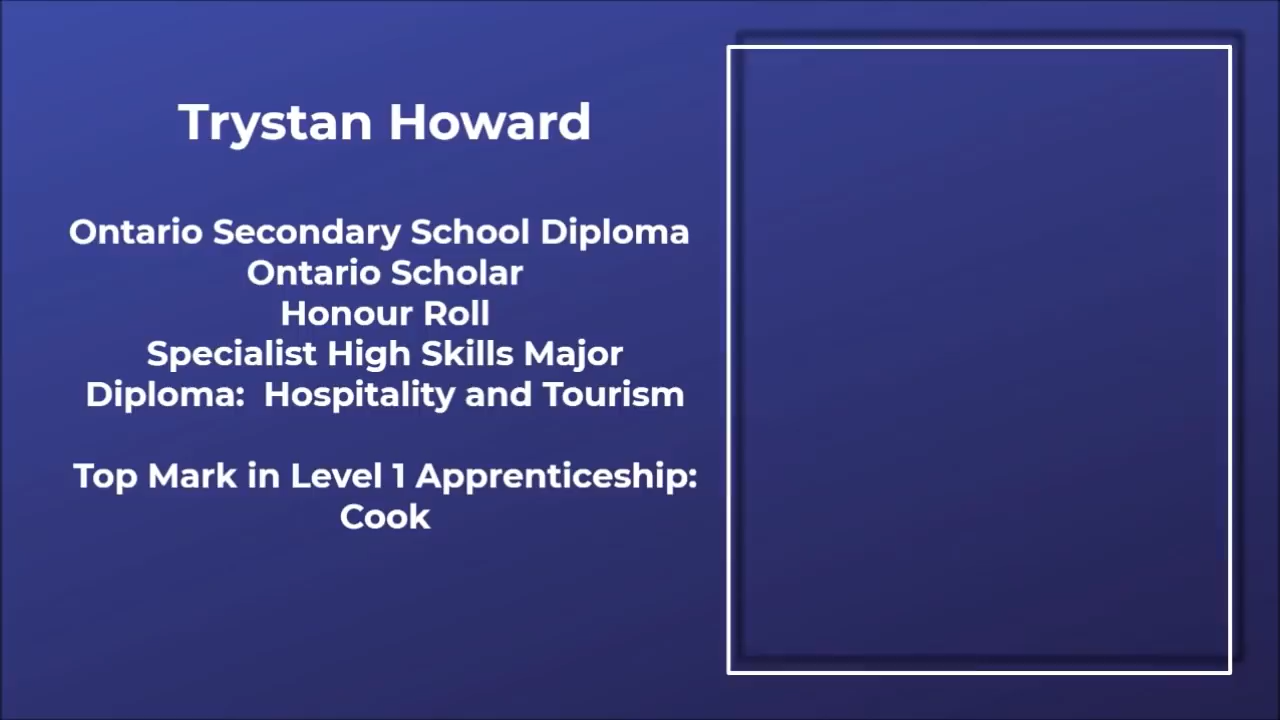 Trystan Howard
Ontario Secondary School Diploma
Ontario Scholar
Honour Roll
Specialist High Skills Major
Diploma:  Hospitality and Tourism
Top Mark in Level 1 Apprenticeship:
Cook